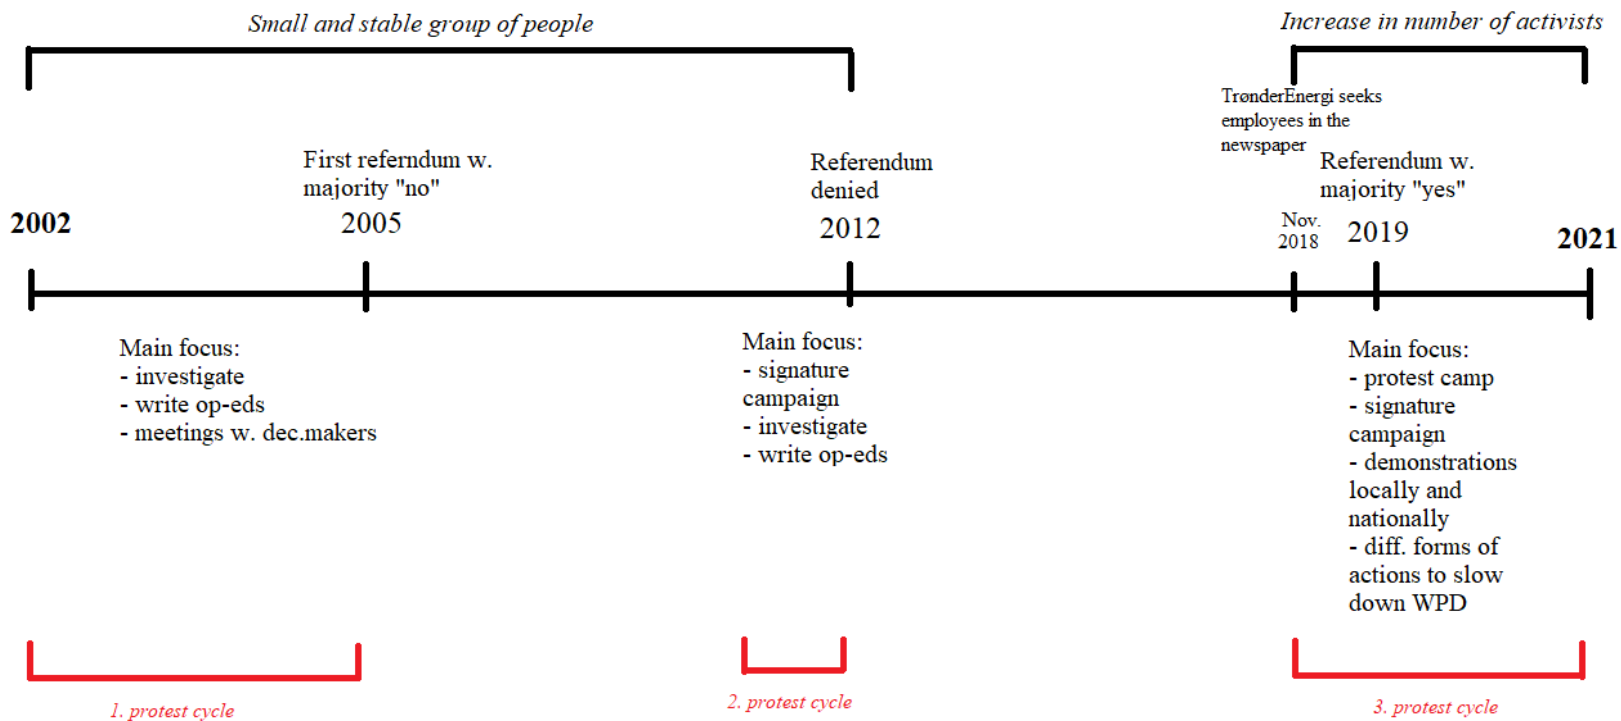 Small and stable group of people
Increase in number of activists
TrønderEnergi seeks
employees in the
newspaper
First referndum w.
majority "no"
Referendum
denied
Referendum w.
majority "yes"
2002
2005
2012
Nov.
2018
2019
2021
Main focus:
- investigate
- write op-eds
- meetings w. dec.makers
Main focus:
- signature
campaign
- investigate
- write op-eds
Main focus:
- protest camp
- signature
campaign
- demonstrations
locally and
nationally
- diff. forms of
actions to slow
down WPD
1. protest cycle
2. protest cycle
3. protest cycle